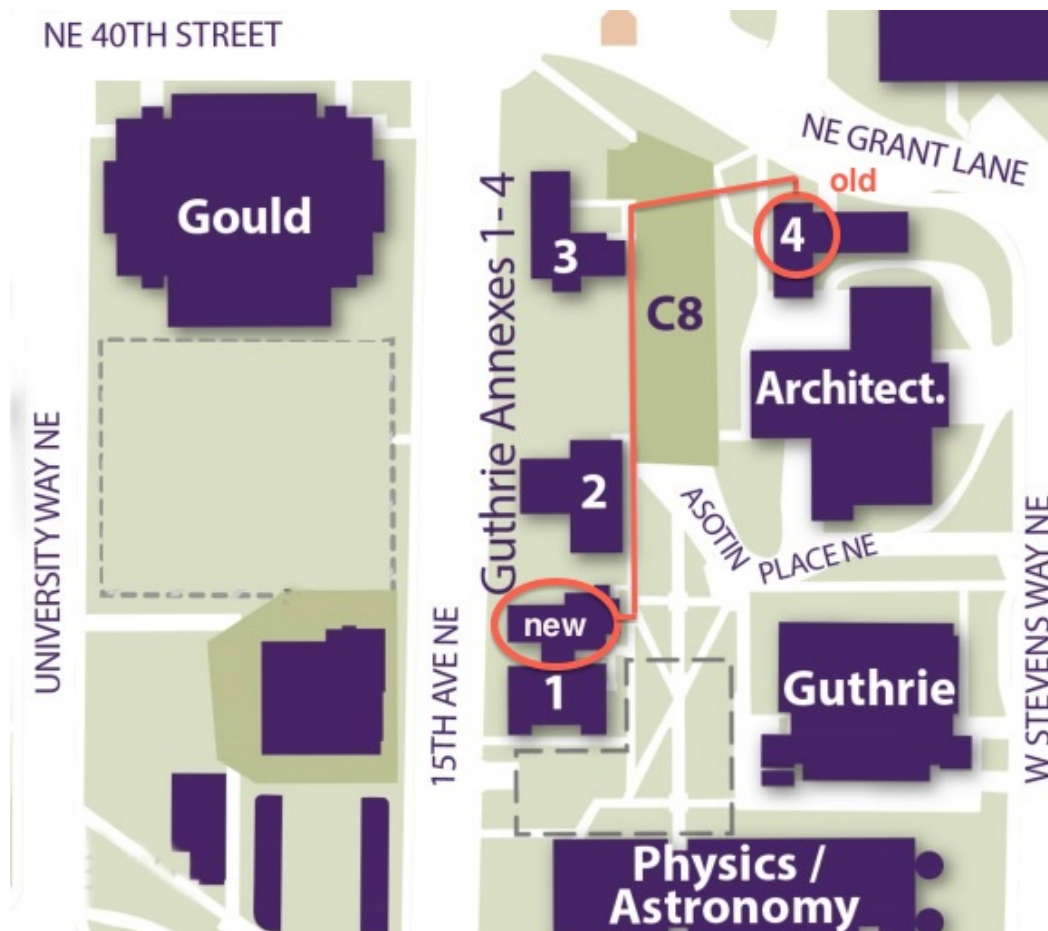 NE 40TH STREET
NE GRANT LANE
old
Gould
Guthrie Annexes 1-4
3
4
C8
Architect.
UNIVERSITY WAY NE
2
ASOTIN
PLACE NE
W STEVENS WAY NE
new
15TH AVE NE
1
Guthrie
Physics /
Astronomy